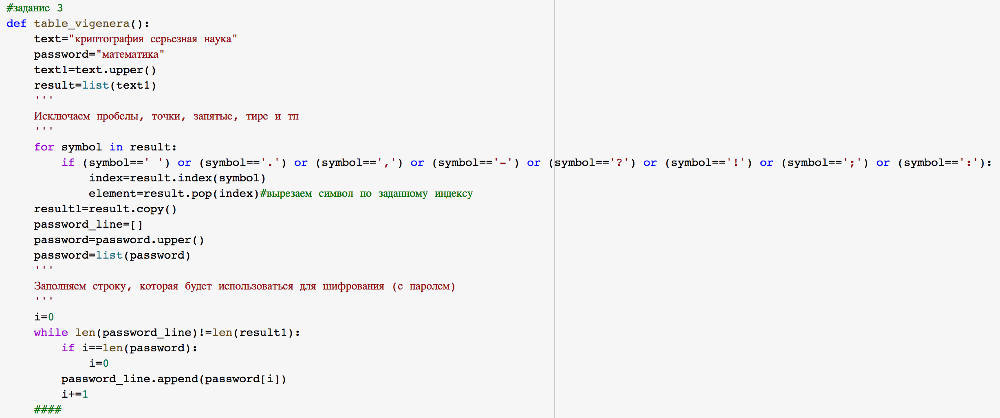 #задание 3
def table_vigenera():
    text="криптография серьезная наука"
    password="математика"
    text1=text.upper()
    result=list(text1)
    '''
    Исключаем пробелы, точки, запятые, тире и тп
    '''
    for symbol in result:
        if (symbol==' ') or (symbol=='.') or (symbol==',') or (symbol=='-') or (symbol=='?') or (symbol=='!') or (symbol==';') or (symbol==':'):
            index=result.index(symbol)
            element=result.pop(index)#вырезаем символ по заданному индексу
    result1=result.copy()
    password_line=[]
    password=password.upper()
    password=list(password)
    '''
    Заполняем строку, которая будет использоваться для шифрования (с паролем)
    '''
    i=0
    while len(password_line)!=len(result1):
        if i==len(password):
            i=0
        password_line.append(password[i])
        i+=1
    ####